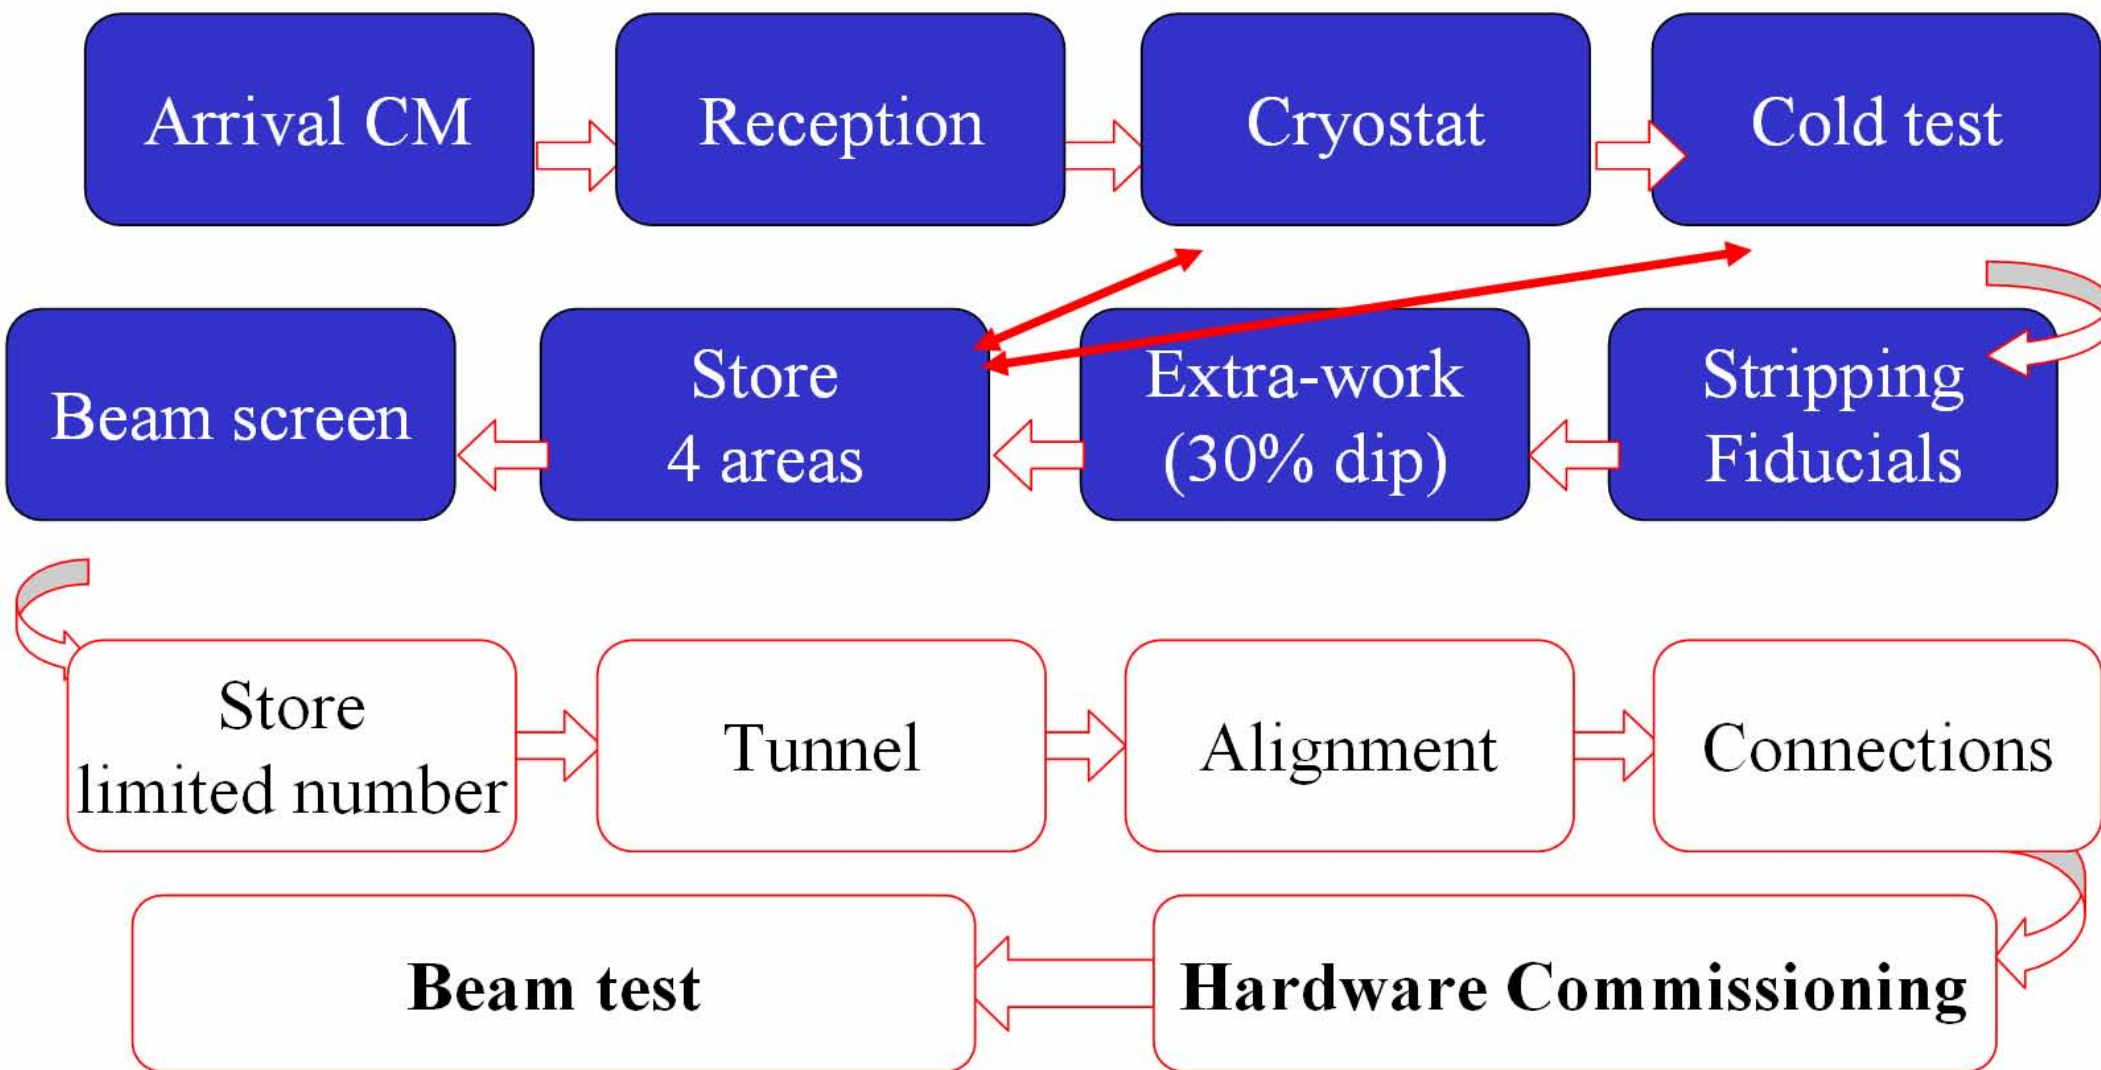 Arrival CM
Reception
Cryostat
Cold test
Beam screen
Store
4 areas
Extra-work
(30% dip)
Stripping
Fiducials
Store
limited number
Tunnel
Alignment
Connections
Beam test
Hardware Commissioning